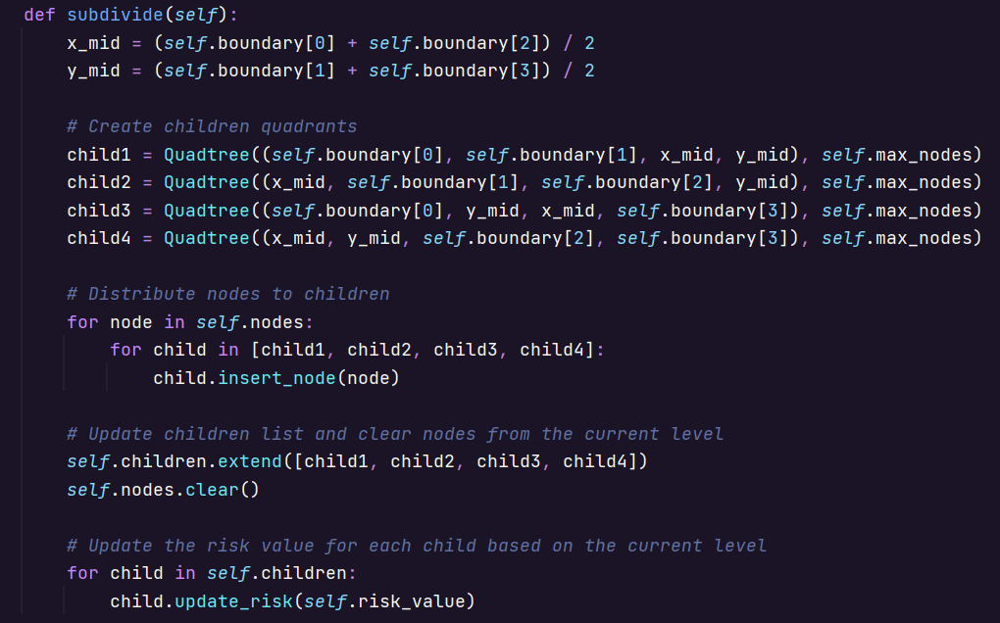 def subdivide(self):
    x_mid = (self.boundary[0] + self.boundary[2]) / 2
    y_mid = (self.boundary[1] + self.boundary[3]) / 2

    # Create children quadrants
    child1 = Quadtree((self.boundary[0], self.boundary[1], x_mid, y_mid), self.max_nodes)
    child2 = Quadtree((x_mid, self.boundary[1], self.boundary[2], y_mid), self.max_nodes)
    child3 = Quadtree((self.boundary[0], y_mid, x_mid, self.boundary[3]), self.max_nodes)
    child4 = Quadtree((x_mid, y_mid, self.boundary[2], self.boundary[3]), self.max_nodes)

    # Distribute nodes to children
    for node in self.nodes:
        for child in [child1, child2, child3, child4]:
            child.insert_node(node)

    # Update children list and clear nodes from the current level
    self.children.extend([child1, child2, child3, child4])
    self.nodes.clear()

    # Update the risk value for each child based on the current level
    for child in self.children:
        child.update_risk(self.risk_value)